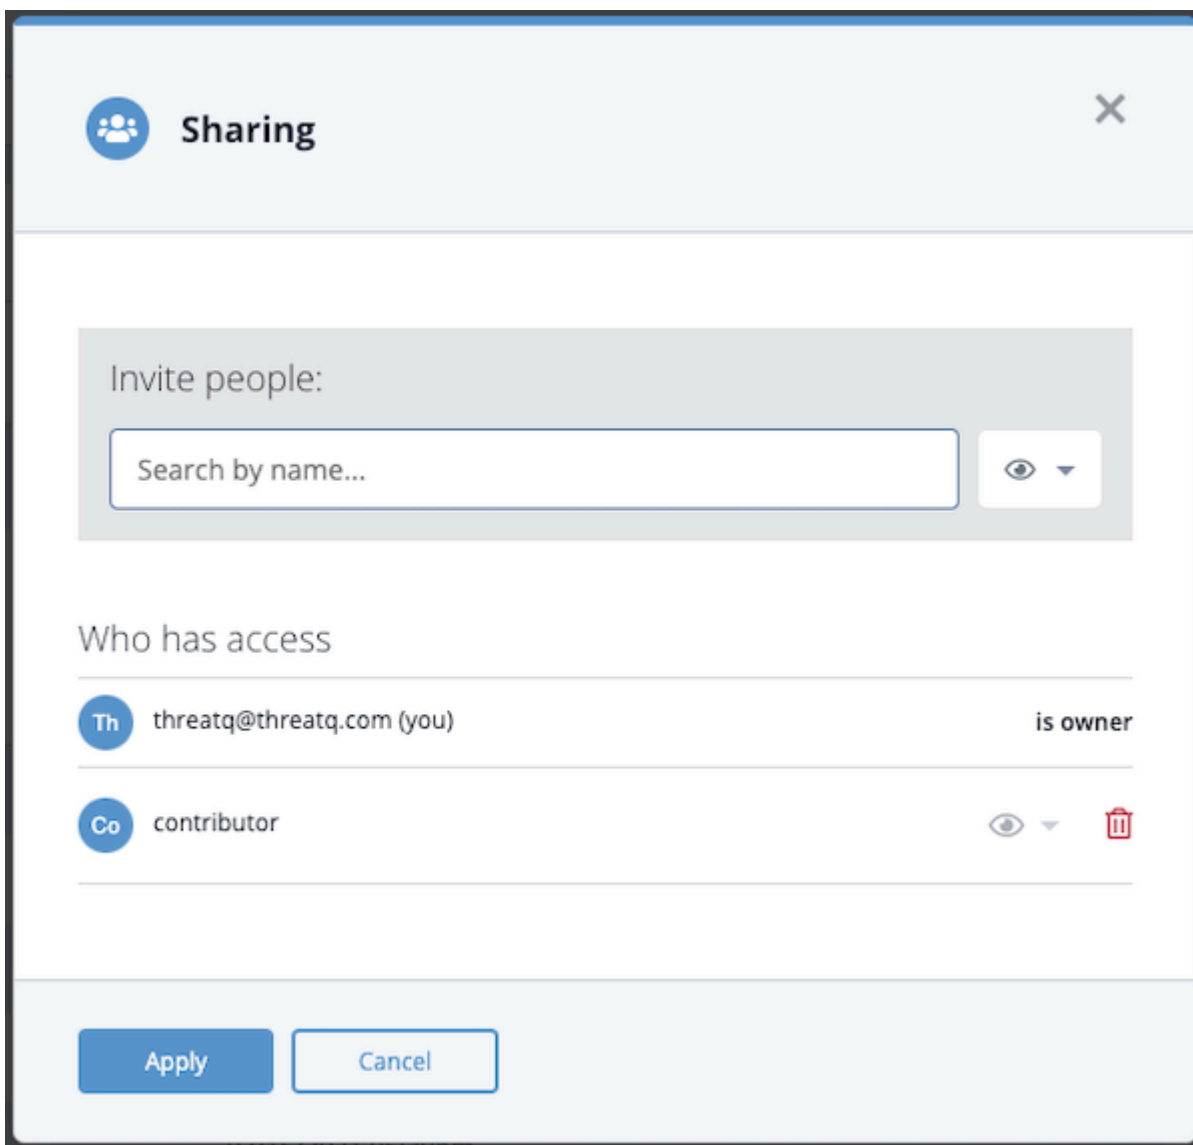 Sharing
Invite people:
Search by name...
Who has access
Th threatq@threatq.com (you) is owner
Co contributor
Apply Cancel